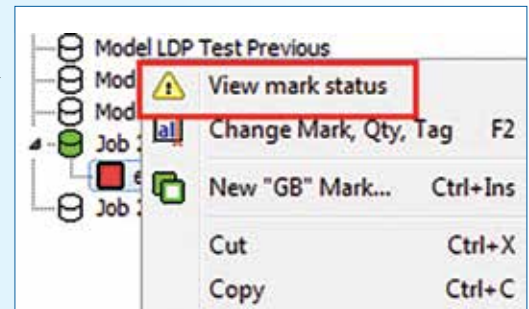 Model LDP Test Previous
Mod
View mark status
Mod
Change Mark, Qty, Tag F2
Job
New "GB" Mark... Ctrl+Ins
Job
Cut Ctrl+X
Copy Ctrl+C